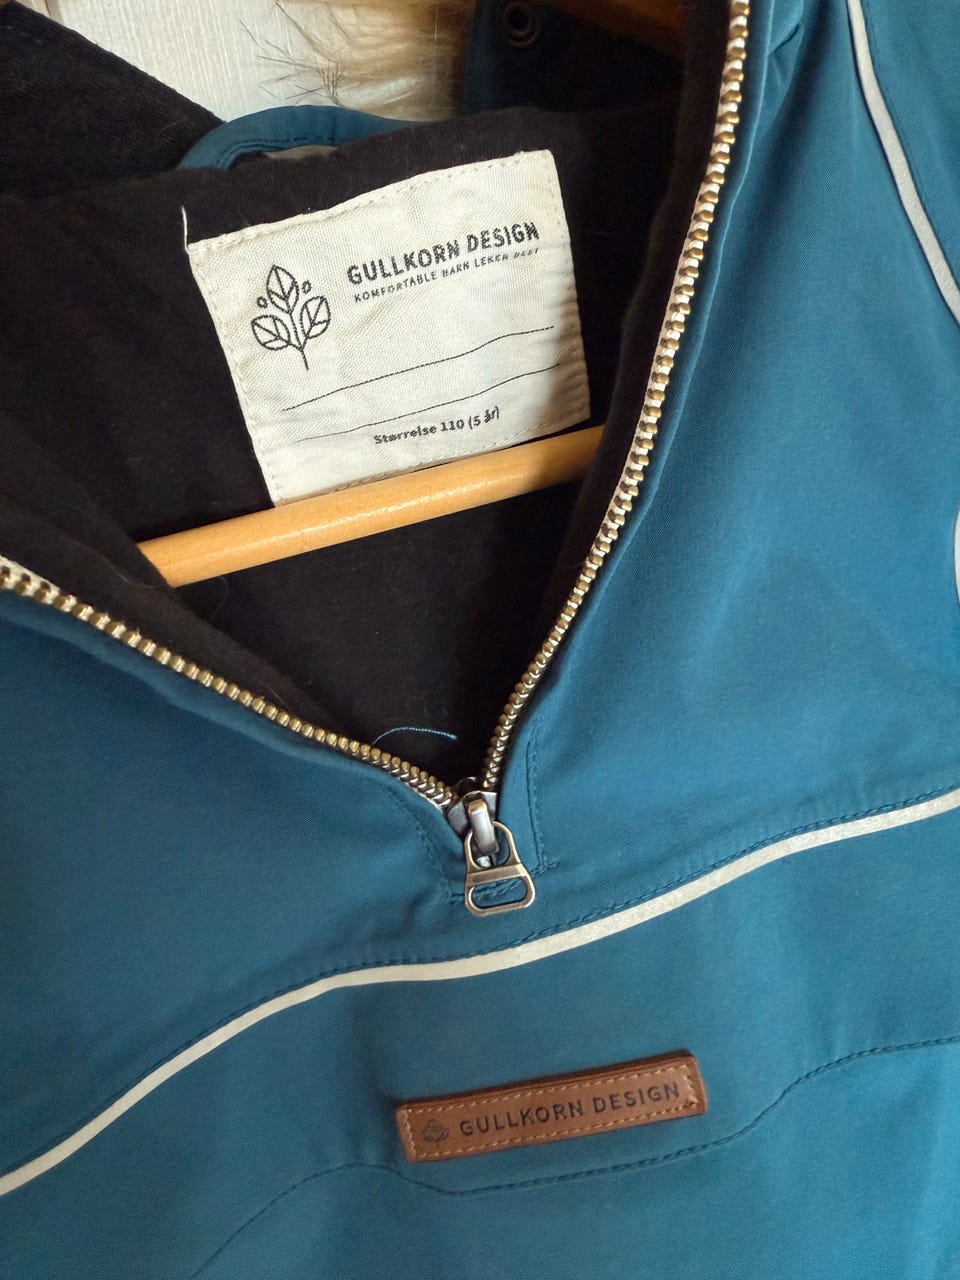 GULLKORN DESIGN
KOMFORTABLE BARN LEKER BEST
Størrelse 110 (5 år)
GULLKORN DESIGN